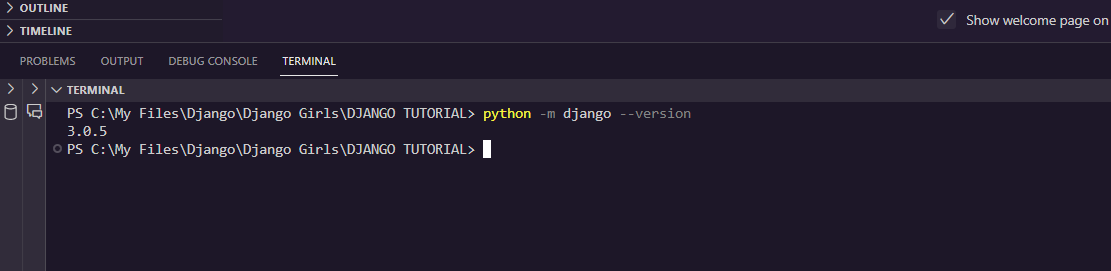 OUTLINE
Show welcome page on
TIMELINE
PROBLEMS OUTPUT DEBUG CONSOLE TERMINAL
TERMINAL
PS C:\My Files\Django\Django Girls\DJANGO TUTORIAL> python -m django --version
3.0.5
PS C:\My Files\Django\Django Girls\DJANGO TUTORIAL>